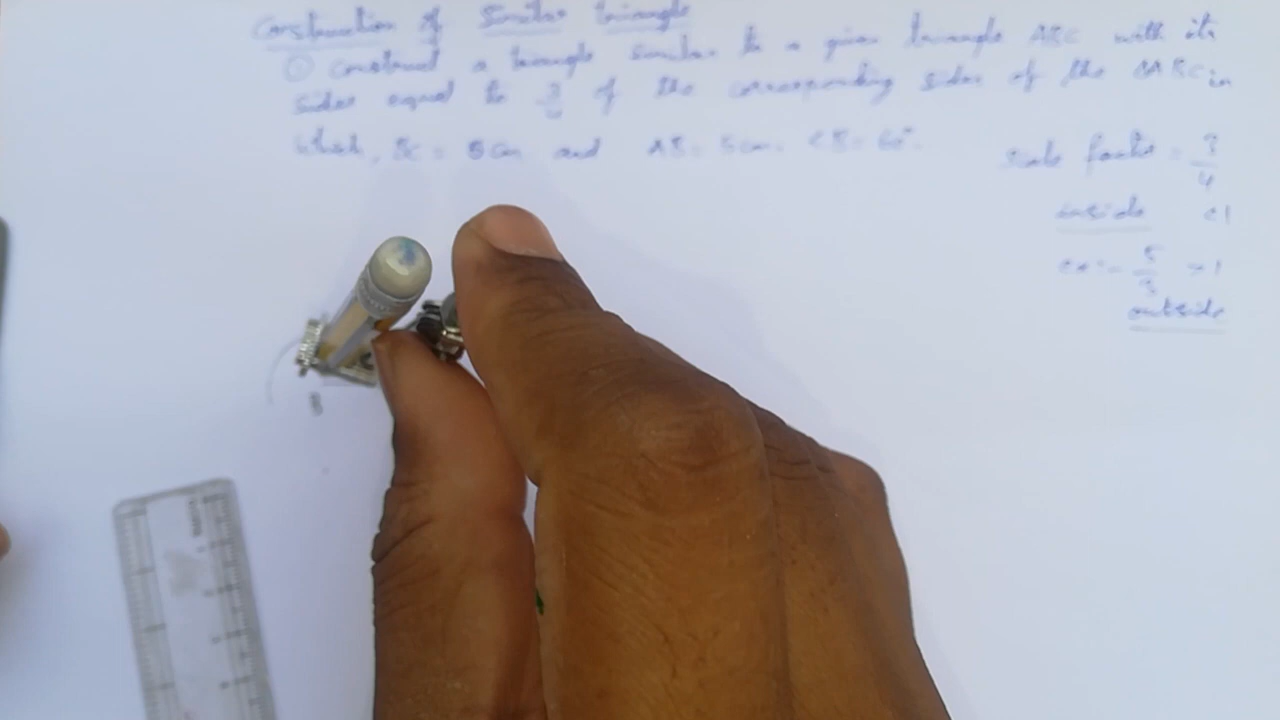 Construction of Similar triangle
① construct a triangle similar to a given triangle ABC with its
sides equal to 3/4 of the corresponding sides of the ΔABC in
which, BC = 6cm and AB = 5cm. ∠B = 60°.
scale factor = 3/4
inside <1
ex:- 5/3 >1
outside
B